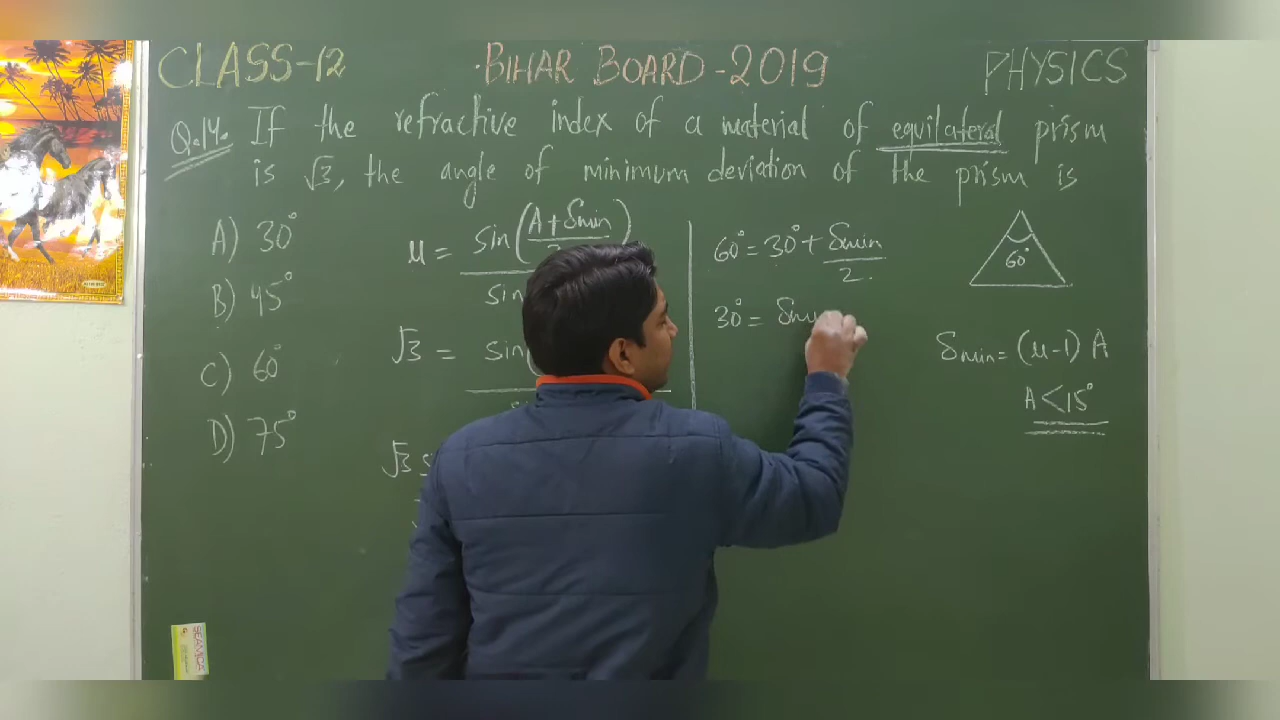 CLASS-12 BIHAR BOARD-2019 PHYSICS
Q.14. If the refractive index of a material of equilateral prism
is √3, the angle of minimum deviation of the prism is
A) 30°
B) 45°
C) 60°
D) 75°
μ = sin(A+δmin)
sin
√3 = sin
√3
60° = 30° + δmin/2.
30° = δmin
60°
δmin = (μ-1) A
A < 15°